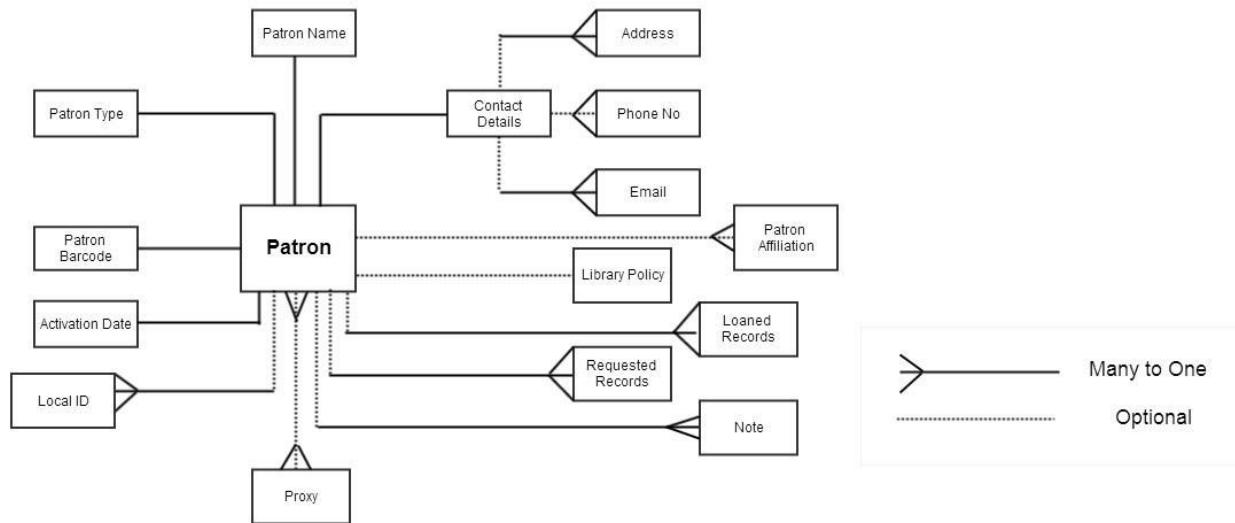 Patron Name
Address
Patron Type
Contact
Details
Phone No
Email
Patron
Barcode
Patron
Patron
Affiliation
Library Policy
Activation Date
Loaned
Records
Requested
Records
Many to One
Local ID
Note
Optional
Proxy